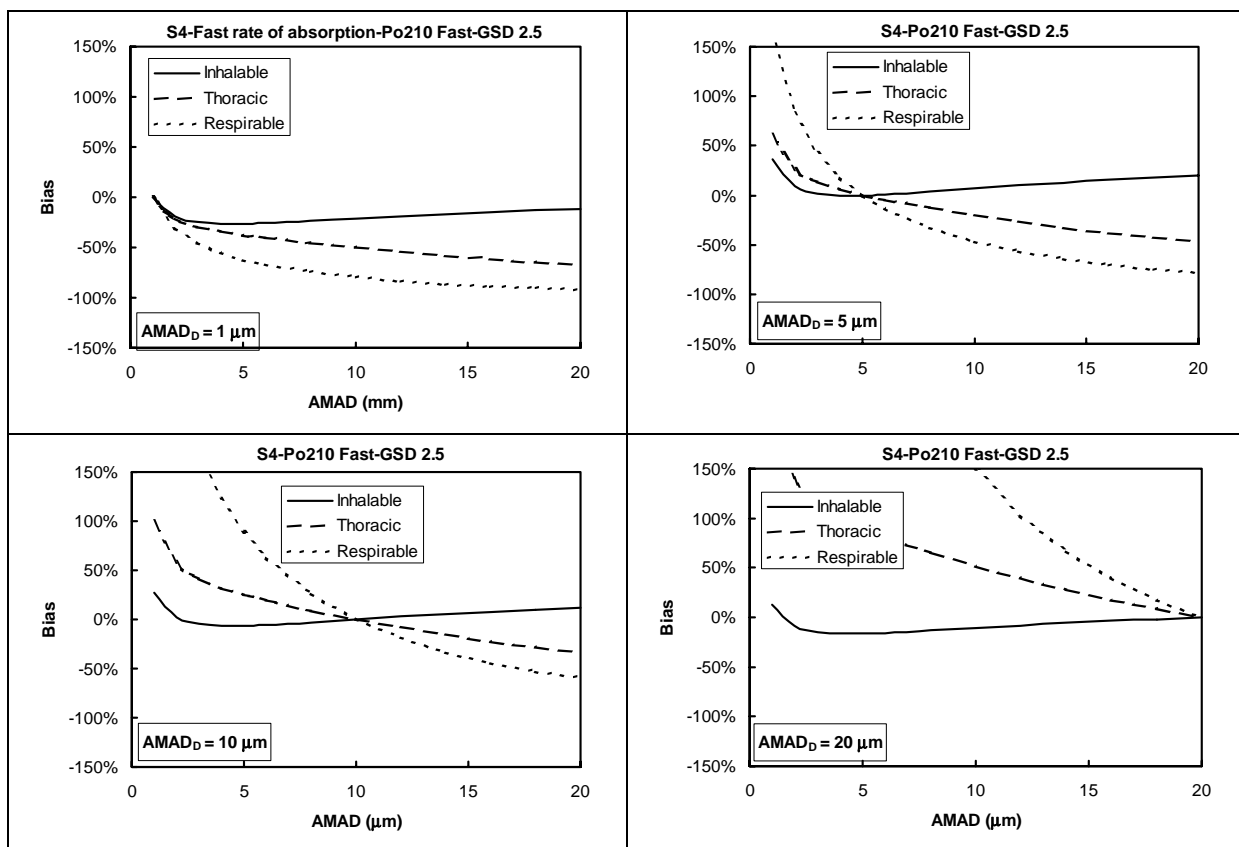 S4-Fast rate of absorption-Po210 Fast-GSD 2.5
150%
100%
50%
0%
-50%
-100%
-150%
Bias
Inhalable
Thoracic
Respirable
AMAD_D = 1 μm
0 5 10 15 20
AMAD (mm)
S4-Po210 Fast-GSD 2.5
150%
100%
50%
0%
-50%
-100%
-150%
Bias
Inhalable
Thoracic
Respirable
AMAD_D = 5 μm
0 5 10 15 20
AMAD (μm)
S4-Po210 Fast-GSD 2.5
150%
100%
50%
0%
-50%
-100%
-150%
Bias
Inhalable
Thoracic
Respirable
AMAD_D = 10 μm
0 5 10 15 20
AMAD (μm)
S4-Po210 Fast-GSD 2.5
150%
100%
50%
0%
-50%
-100%
-150%
Bias
Inhalable
Thoracic
Respirable
AMAD_D = 20 μm
0 5 10 15 20
AMAD (μm)